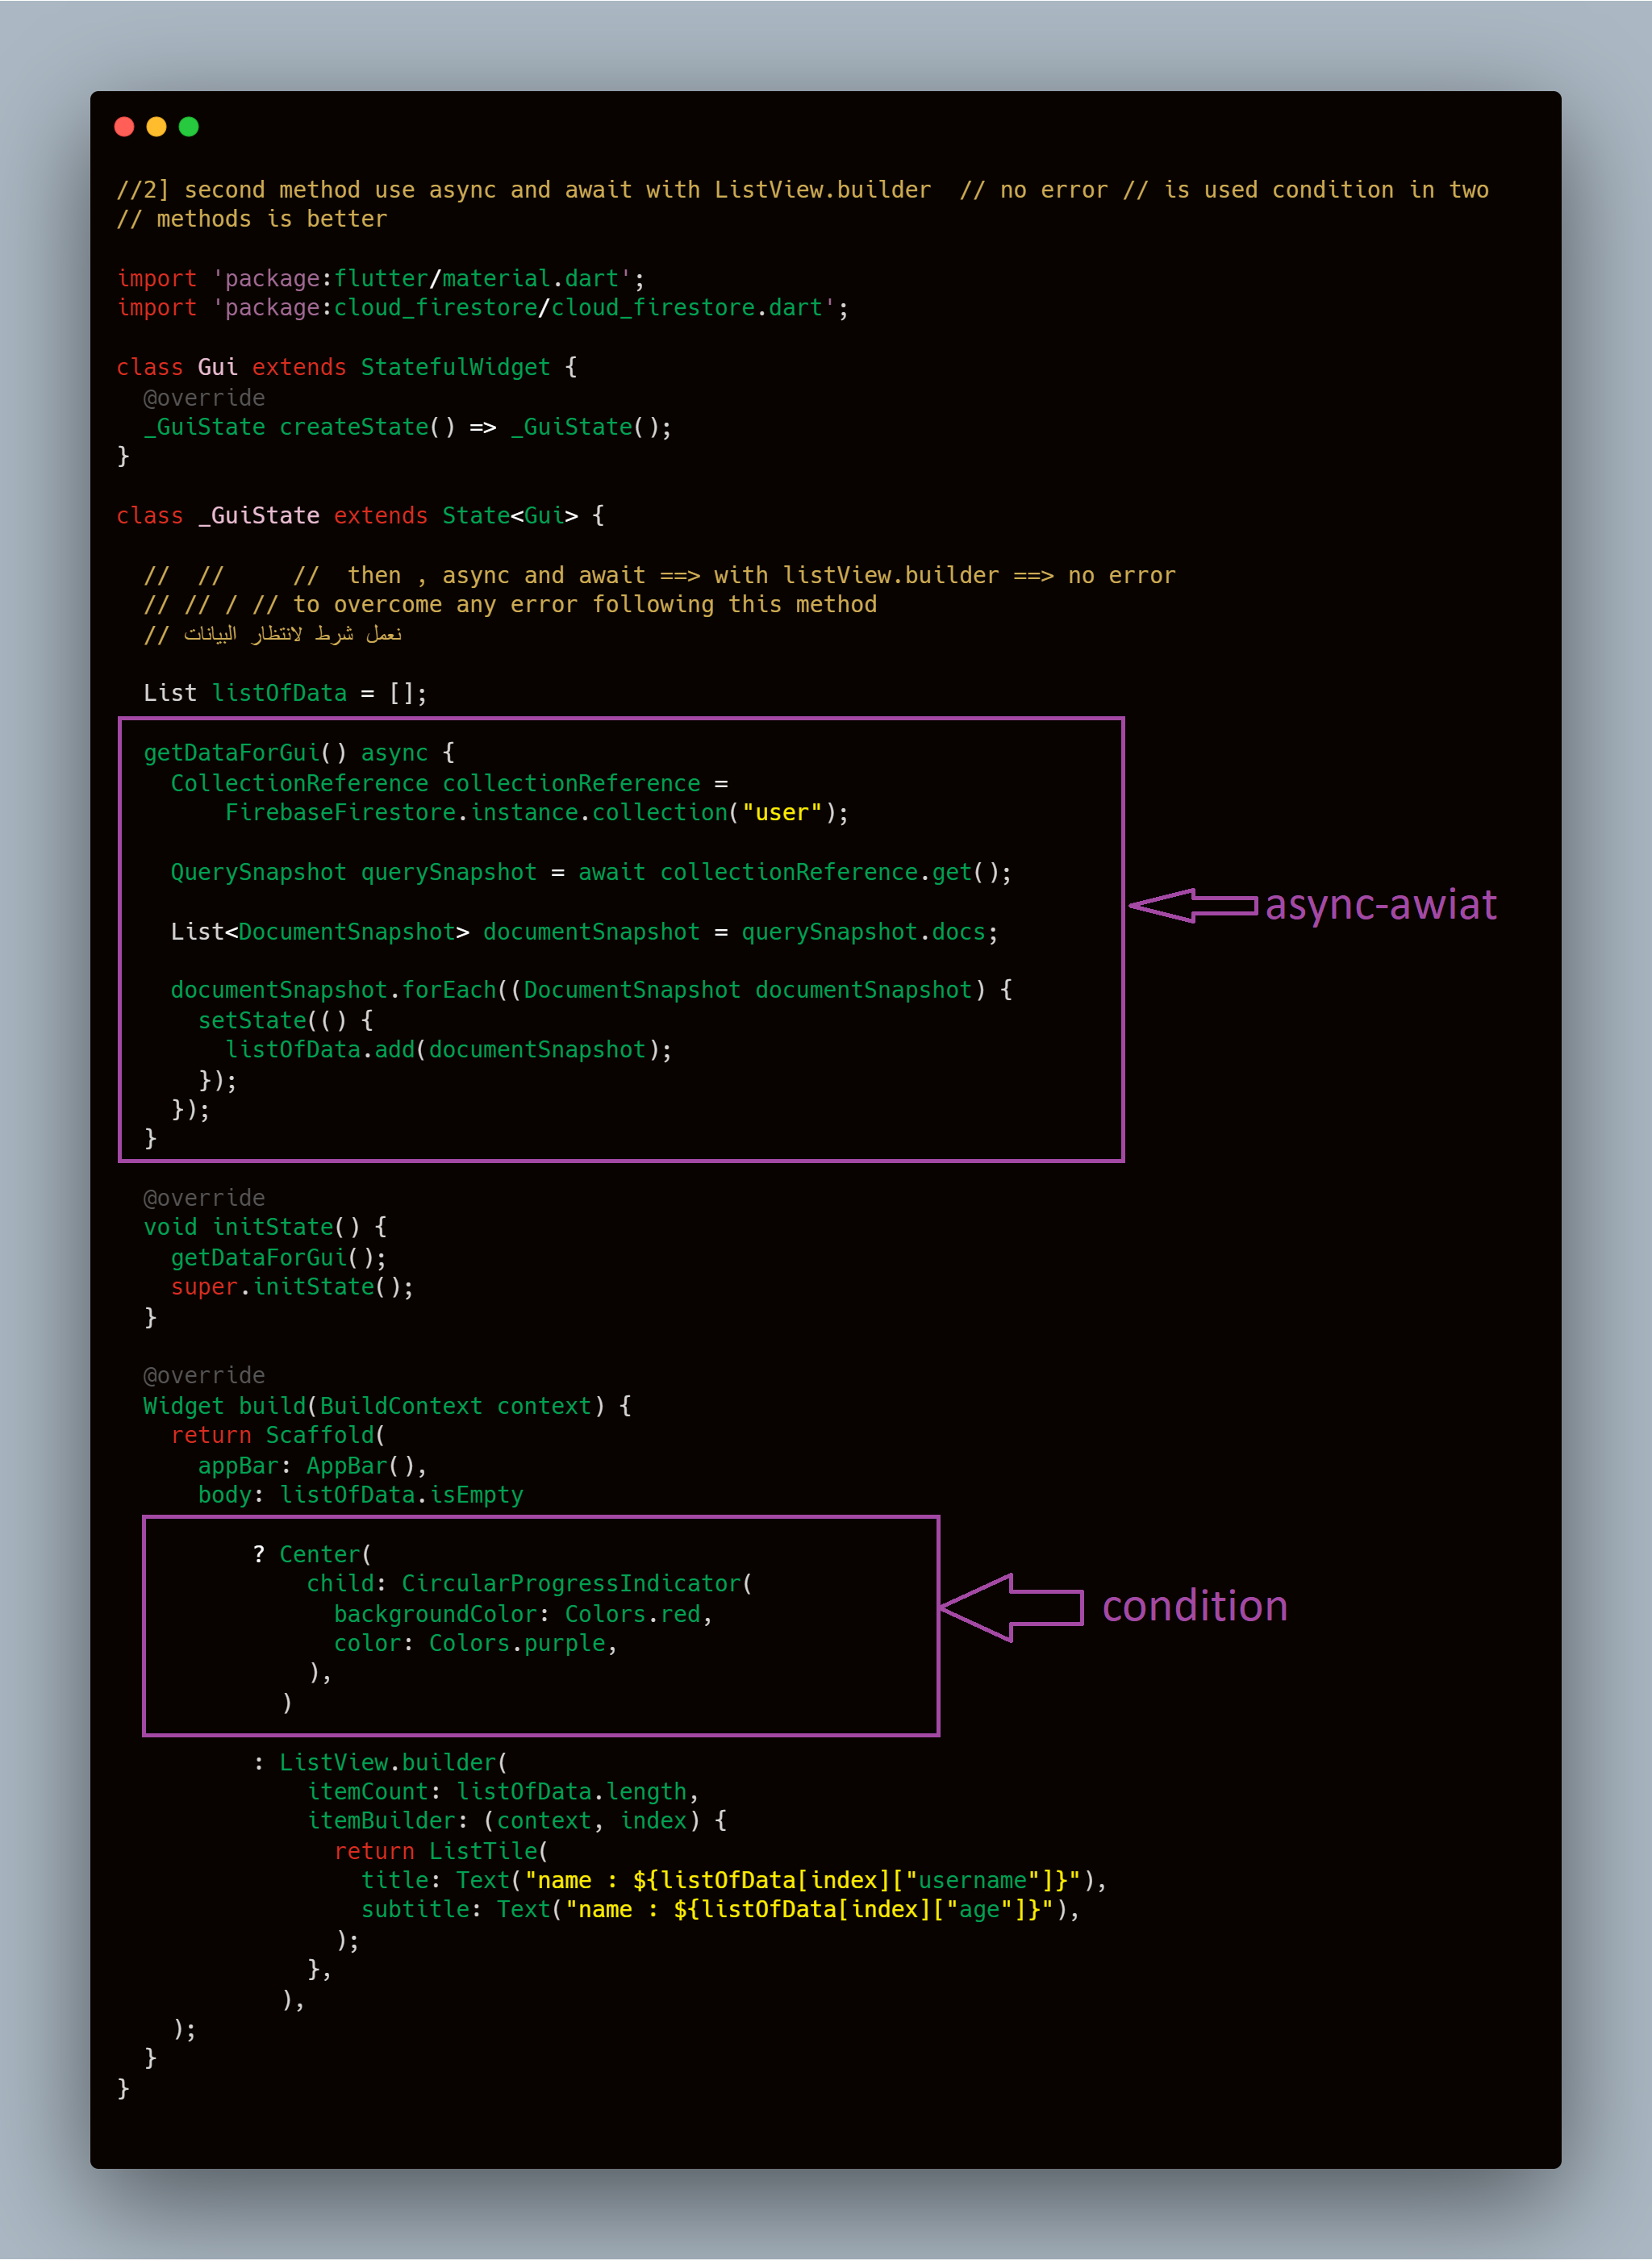 //2] second method use async and await with ListView.builder  // no error // is used condition in two
// methods is better
import 'package:flutter/material.dart';
import 'package:cloud_firestore/cloud_firestore.dart';
class Gui extends StatefulWidget {
  @override
  _GuiState createState() => _GuiState();
}
class _GuiState extends State<Gui> {
  //  //     //  then , async and await ==> with listView.builder ==> no error
  // // / // to overcome any error following this method
  // نعمل شرط لانتظار البيانات
  List listOfData = [];
  getDataForGui() async {
    CollectionReference collectionReference =
        FirebaseFirestore.instance.collection("user");
    QuerySnapshot querySnapshot = await collectionReference.get();
async-awiat
    List<DocumentSnapshot> documentSnapshot = querySnapshot.docs;
    documentSnapshot.forEach((DocumentSnapshot documentSnapshot) {
      setState(() {
        listOfData.add(documentSnapshot);
      });
    });
  }
  @override
  void initState() {
    getDataForGui();
    super.initState();
  }
  @override
  Widget build(BuildContext context) {
    return Scaffold(
      appBar: AppBar(),
      body: listOfData.isEmpty
          ? Center(
              child: CircularProgressIndicator(
                backgroundColor: Colors.red,
condition
                color: Colors.purple,
              ),
            )
          : ListView.builder(
              itemCount: listOfData.length,
              itemBuilder: (context, index) {
                return ListTile(
                  title: Text("name : ${listOfData[index]["username"]}"),
                  subtitle: Text("name : ${listOfData[index]["age"]}"),
                );
              },
            ),
    );
  }
}